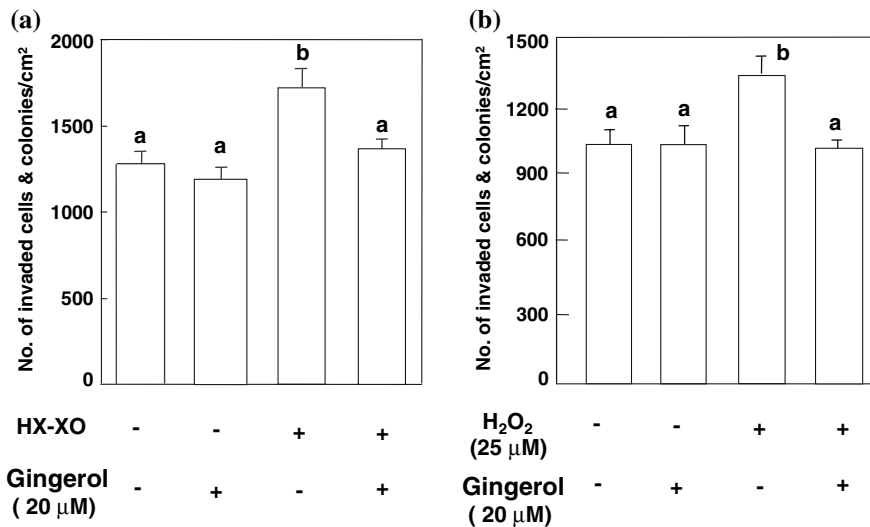 (a)
No. of invaded cells & colonies/cm²
2000
1500
1000
500
0
a
a
b
a
HX-XO - - + +
Gingerol - + - +
( 20 μM)
(b)
No. of invaded cells & colonies/cm²
1500
1200
900
600
300
0
a
a
b
a
H₂O₂ - - + +
(25 μM)
Gingerol - + - +
( 20 μM)